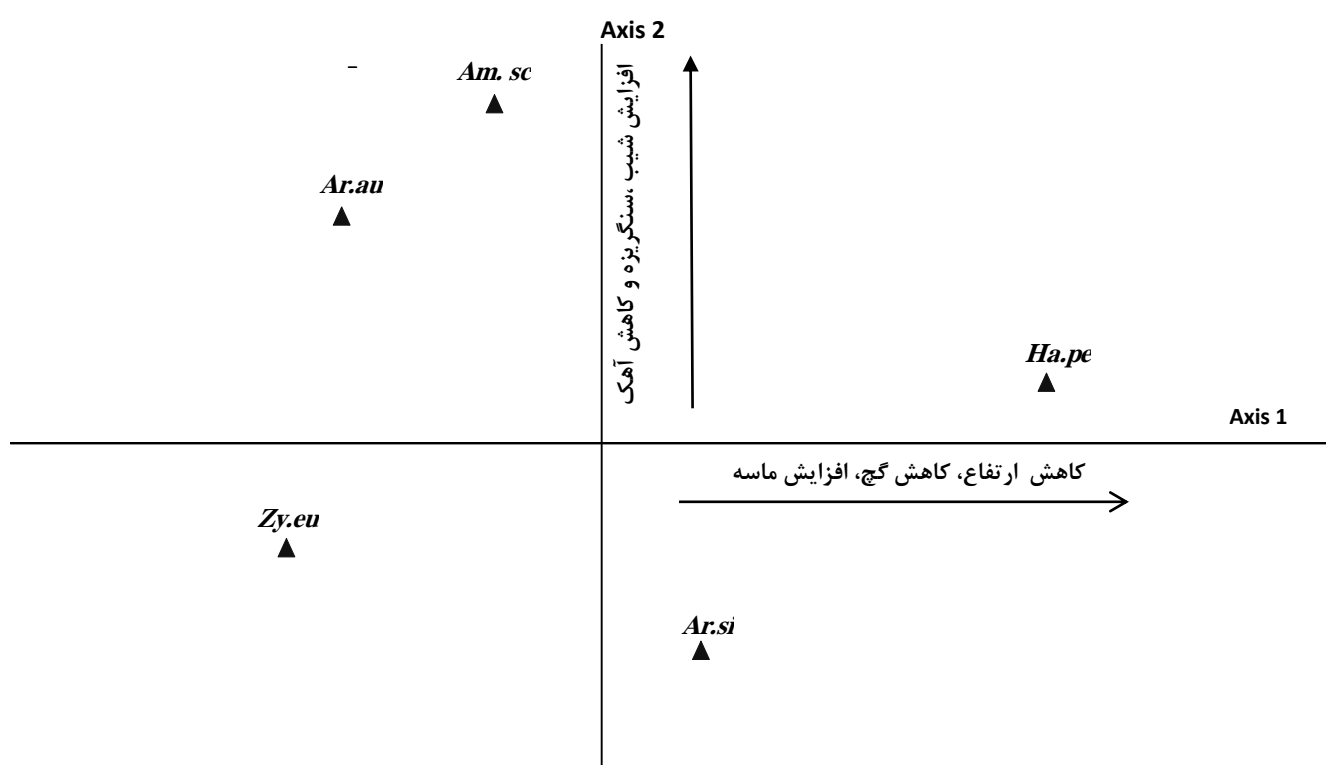 Axis 2
Am. sc
افزایش شیب ،سنگریزه و کاهش آهک
Ar.au
Ha.pe
Axis 1
کاهش ارتفاع، کاهش گچ، افزایش ماسه
Zy.eu
Ar.si